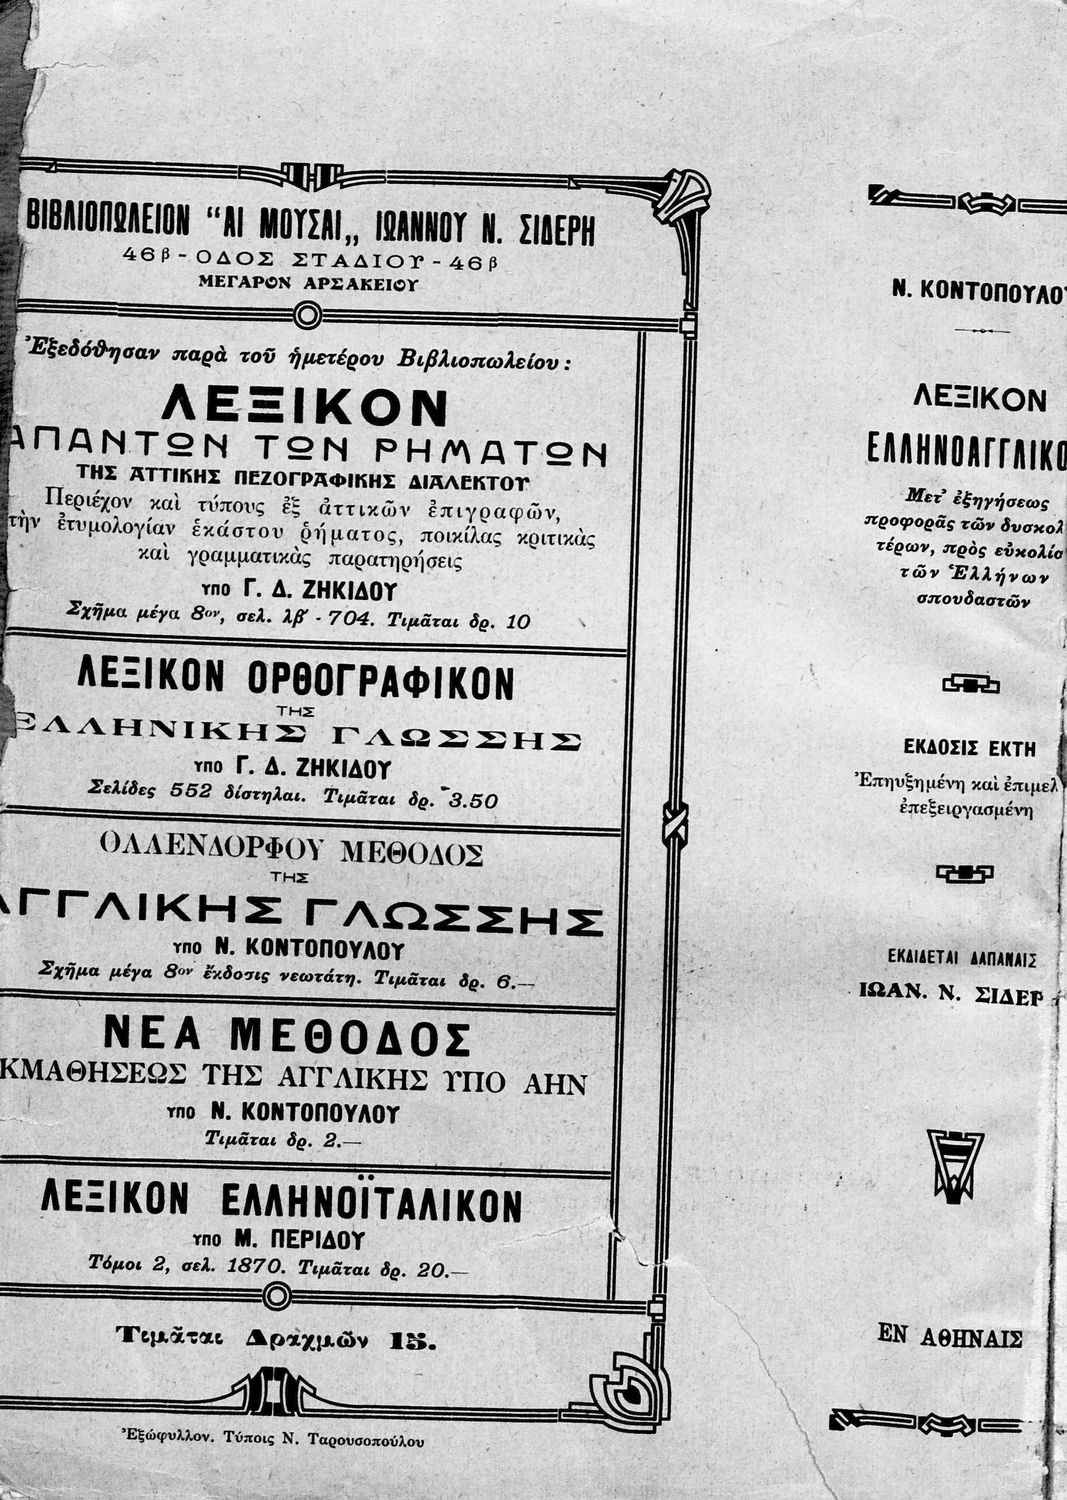 ΒΙΒΛΙΟΠΩΛΕΙΟΝ “ΑΙ ΜΟΥΣΑΙ„ ΙΩΑΝΝΟΥ Ν. ΣΙΔΕΡΗ
46β - ΟΔΟΣ ΣΤΑΔΙΟΥ - 46β
ΜΕΓΑΡΟΝ ΑΡΣΑΚΕΙΟΥ
Ἐξεδόθησαν παρὰ τοῦ ἡμετέρου Βιβλιοπωλείου :
ΛΕΞΙΚΟΝ
ΑΠΑΝΤΩΝ ΤΩΝ ΡΗΜΑΤΩΝ
ΤΗΣ ΑΤΤΙΚΗΣ ΠΕΖΟΓΡΑΦΙΚΗΣ ΔΙΑΛΕΚΤΟΥ
Περιέχον καὶ τύπους ἐξ ἀττικῶν ἐπιγραφῶν,
τὴν ἐτυμολογίαν ἑκάστου ῥήματος, ποικίλας κριτικὰς
καὶ γραμματικὰς παρατηρήσεις
ΥΠΟ Γ. Δ. ΖΗΚΙΔΟΥ
Σχῆμα μέγα 8ον, σελ. λβ′ - 704. Τιμᾶται δρ. 10
ΛΕΞΙΚΟΝ ΟΡΘΟΓΡΑΦΙΚΟΝ
ΤΗΣ
ΕΛΛΗΝΙΚΗΣ ΓΛΩΣΣΗΣ
ΥΠΟ Γ. Δ. ΖΗΚΙΔΟΥ
Σελίδες 552 δίστηλαι. Τιμᾶται δρ. 3.50
ΟΛΛΕΝΔΟΡΦΟΥ ΜΕΘΟΔΟΣ
ΤΗΣ
ΑΓΓΛΙΚΗΣ ΓΛΩΣΣΗΣ
ΥΠΟ Ν. ΚΟΝΤΟΠΟΥΛΟΥ
Σχῆμα μέγα 8ον ἔκδοσις νεωτάτη. Τιμᾶται δρ. 6.—
ΝΕΑ ΜΕΘΟΔΟΣ
ΚΜΑΘΗΣΕΩΣ ΤΗΣ ΑΓΓΛΙΚΗΣ ΥΠΟ ΑΗΝ
ΥΠΟ Ν. ΚΟΝΤΟΠΟΥΛΟΥ
Τιμᾶται δρ. 2.—
ΛΕΞΙΚΟΝ ΕΛΛΗΝΟΪΤΑΛΙΚΟΝ
ΥΠΟ Μ. ΠΕΡΙΔΟΥ
Τόμοι 2, σελ. 1870. Τιμᾶται δρ. 20.—
Τιμᾶται Δραχμῶν 15.
Ἐξώφυλλον. Τύποις Ν. Ταρουσοπούλου
Ν. ΚΟΝΤΟΠΟΥΛΟΥ
ΛΕΞΙΚΟΝ
ΕΛΛΗΝΟΑΓΓΛΙΚΟ
Μετ᾽ ἐξηγήσεως
προφορᾶς τῶν δυσκολ
τέρων, πρὸς εὐκολία
τῶν Ἑλλήνων
σπουδαστῶν
ΕΚΔΟΣΙΣ ΕΚΤΗ
Ἐπηυξημένη καὶ ἐπιμελ
ἐπεξειργασμένη
ΕΚΔΙΔΕΤΑΙ ΔΑΠΑΝΑΙΣ
ΙΩΑΝ. Ν. ΣΙΔΕΡ
ΕΝ ΑΘΗΝΑΙΣ